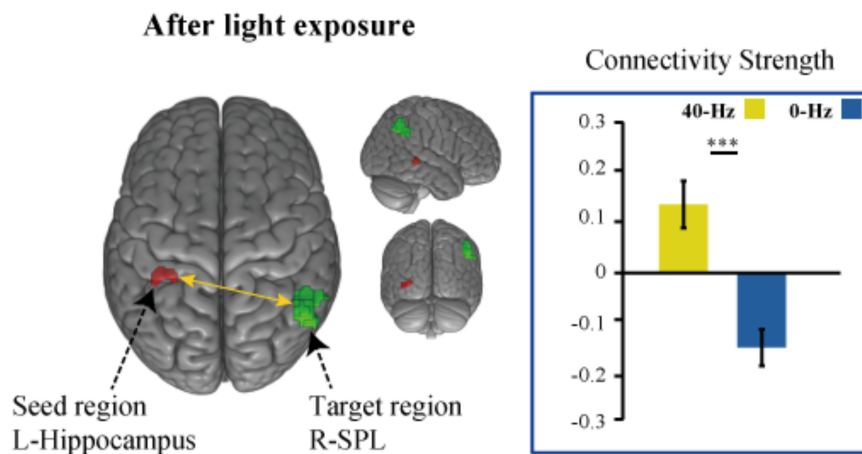 After light exposure
Connectivity Strength
40-Hz 0-Hz
***
0.3
0.2
0.1
0
-0.1
-0.2
-0.3
Seed region
L-Hippocampus
Target region
R-SPL